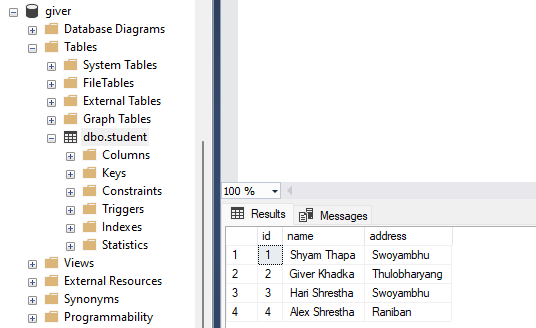 giver
Database Diagrams
Tables
System Tables
FileTables
External Tables
Graph Tables
dbo.student
Columns
Keys
Constraints
Triggers
Indexes
Statistics
Views
External Resources
Synonyms
Programmability
100 %
Results Messages
id name address
1 1 Shyam Thapa Swoyambhu
2 2 Giver Khadka Thulobharyang
3 3 Hari Shrestha Swoyambhu
4 4 Alex Shrestha Raniban